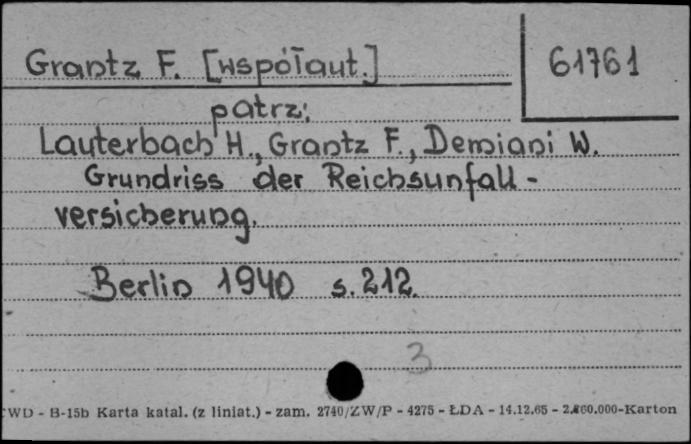 Grantz F. [współaut.]
61761
patrz:
Lauterbach H., Grantz F., Demiani W.
Grundriss der Reichsunfall-
versicherung.
Berlin 1940 s. 212.
3
CWD - B-15b Karta katal. (z liniat.) - zam. 2740/ZW/P - 4275 - ŁDA - 14.12.65 - 2.860.000-Karton